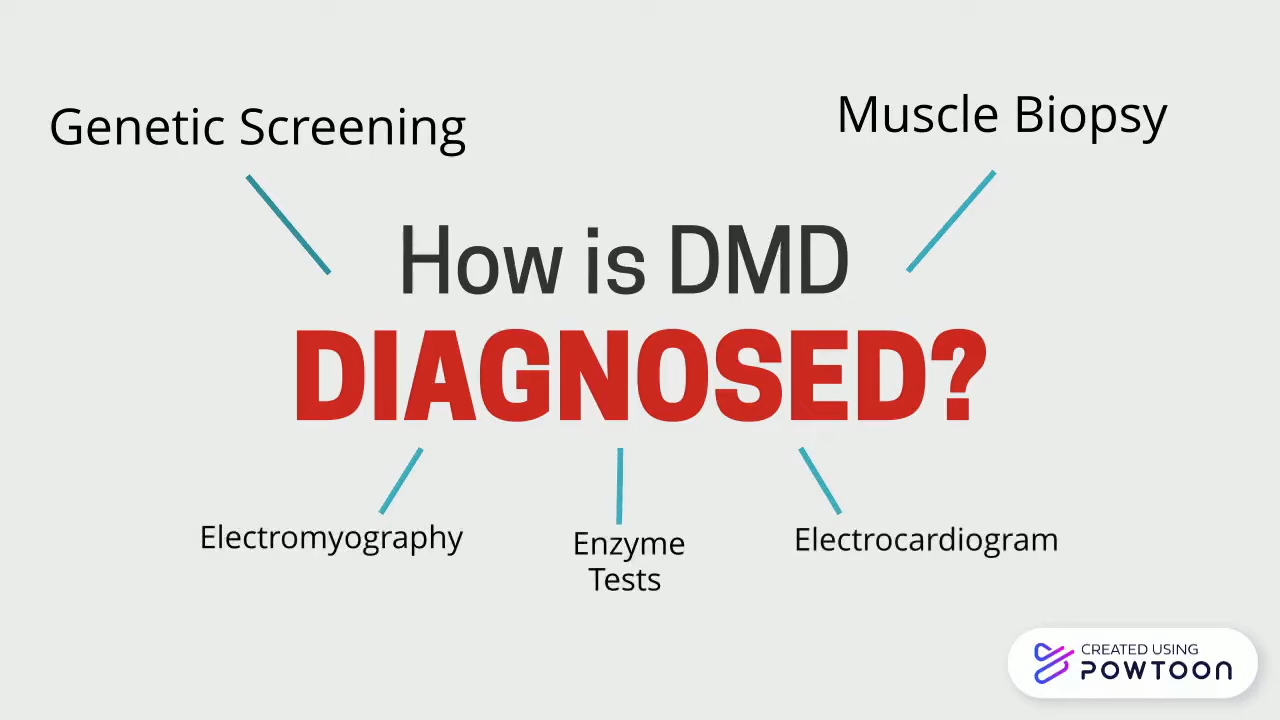 Genetic Screening
Muscle Biopsy
How is DMD
DIAGNOSED?
Electromyography
Enzyme
Tests
Electrocardiogram
CREATED USING
POWTOON